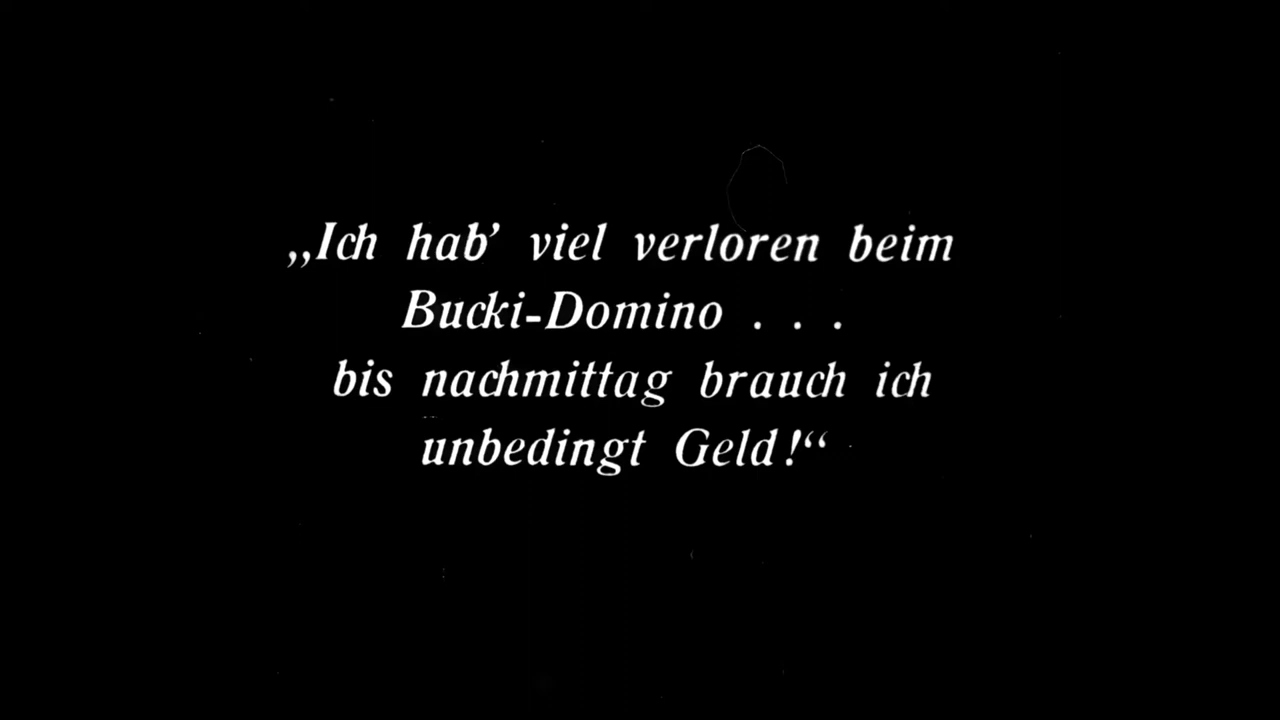 „Ich hab’ viel verloren beim
Bucki-Domino . . .
bis nachmittag brauch ich
unbedingt Geld!“